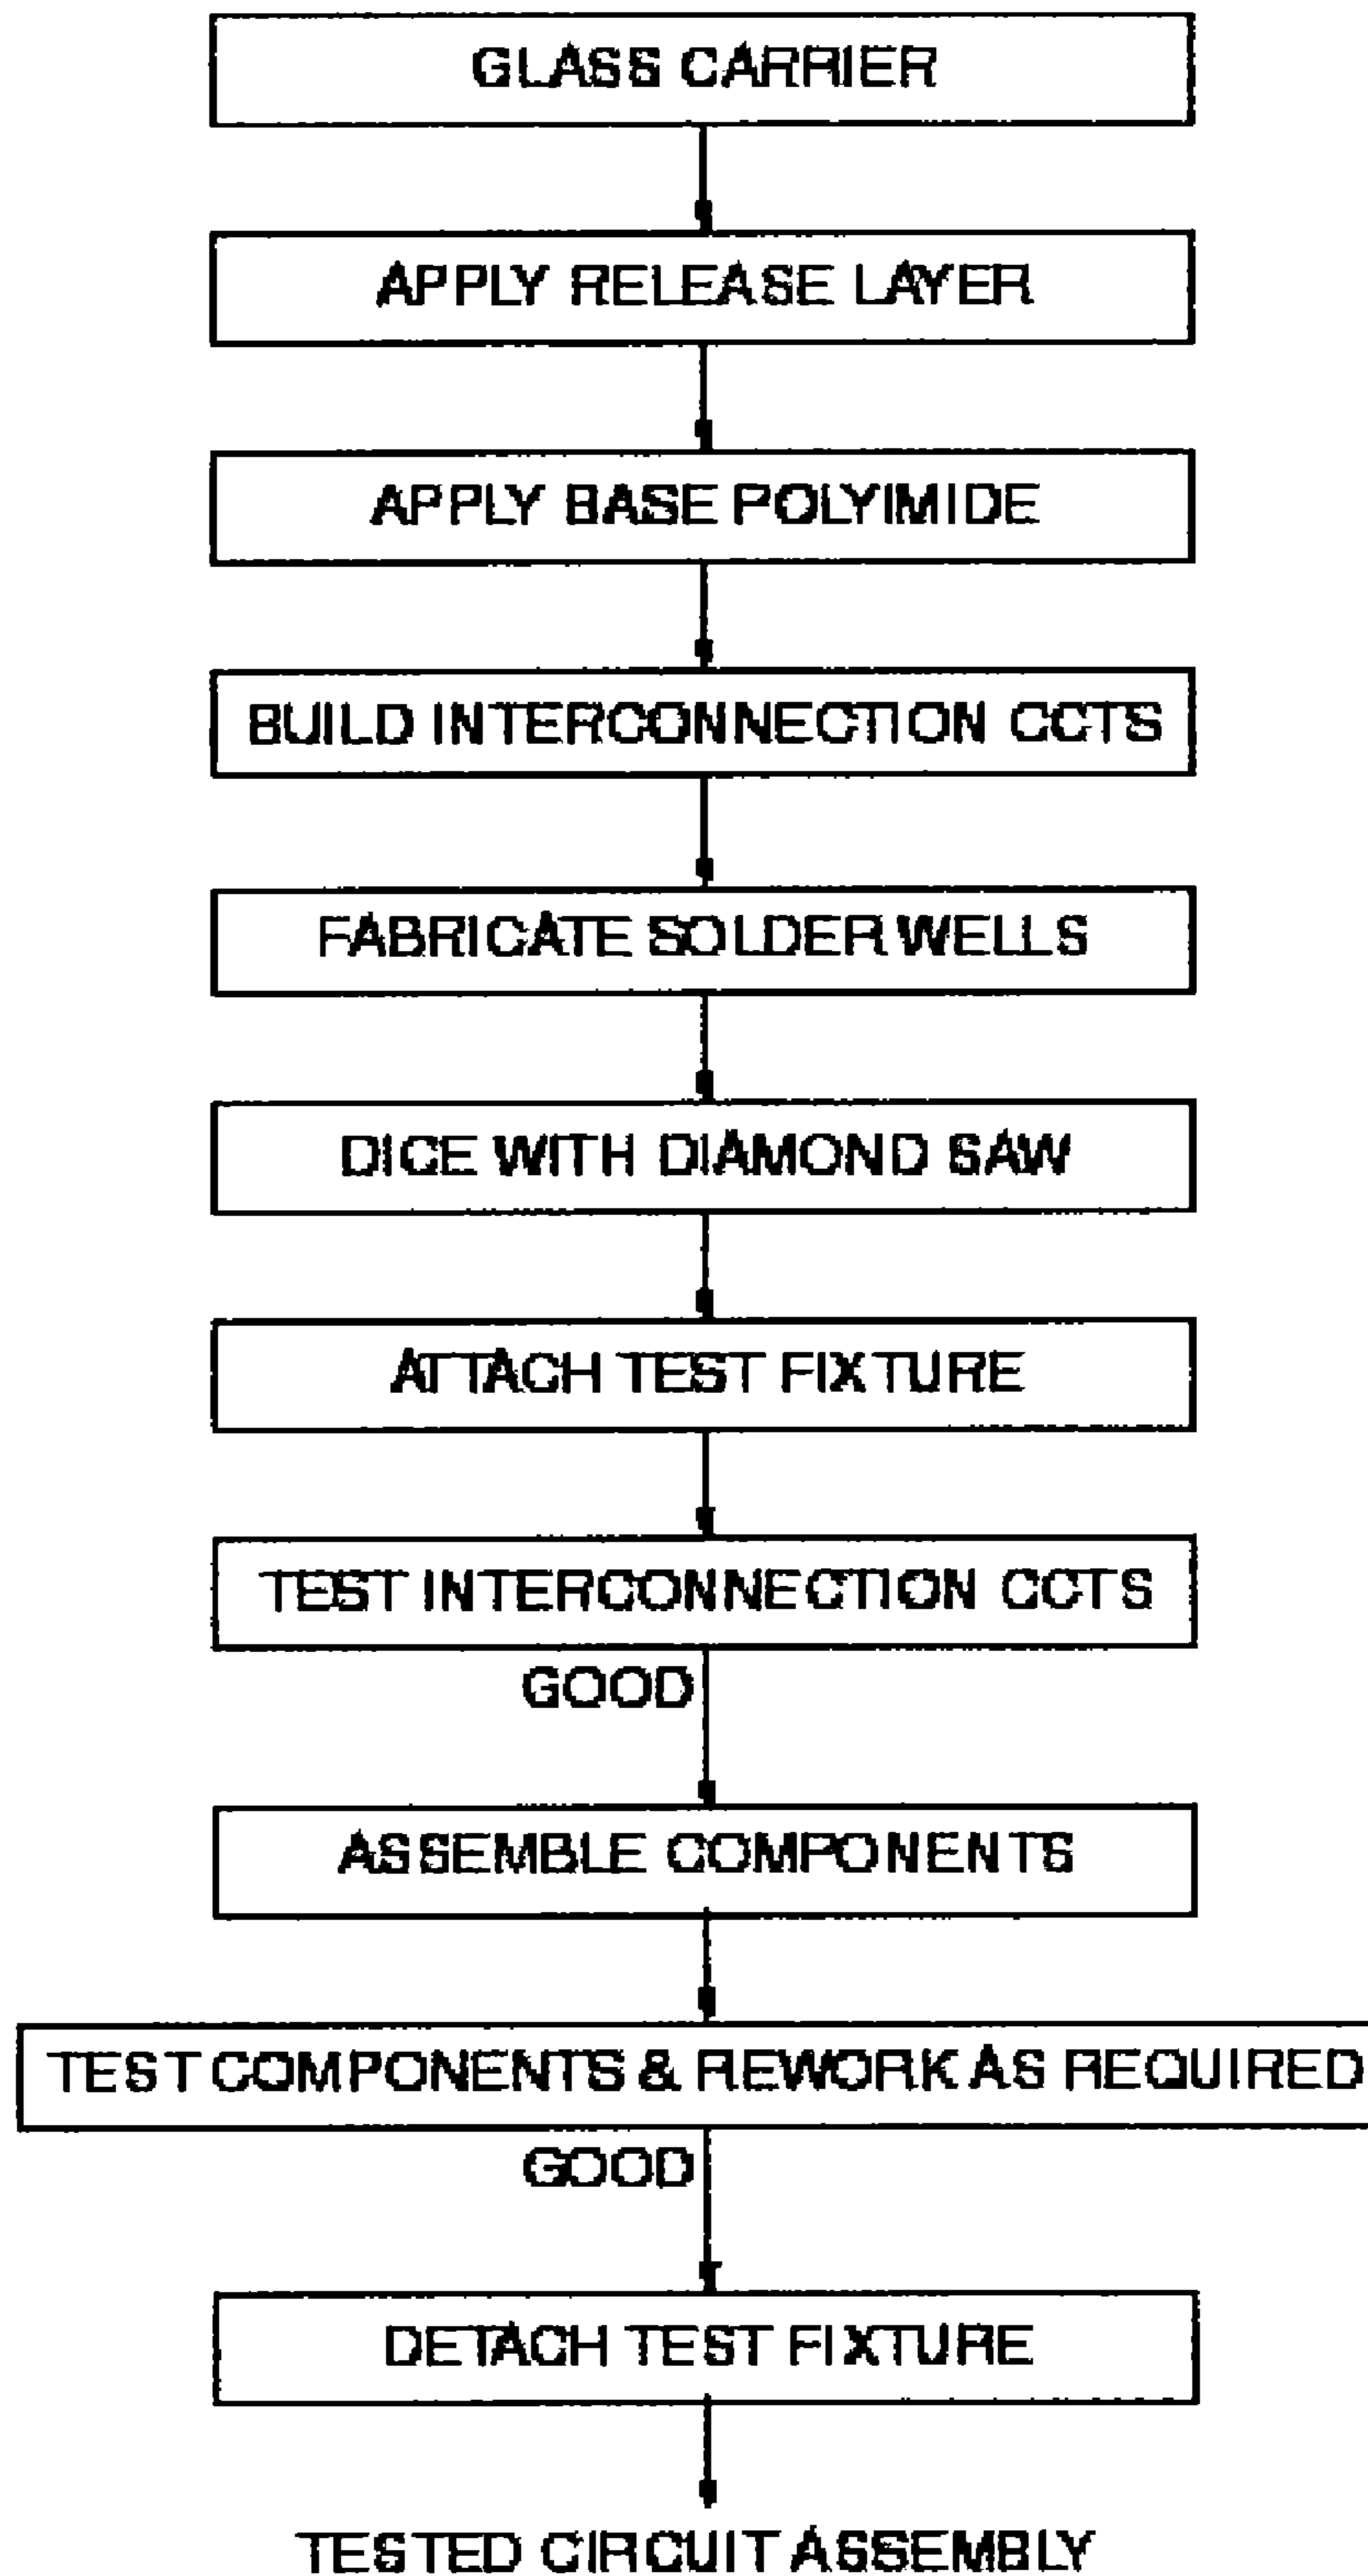 GLASS CARRIER
APPLY RELEASE LAYER
APPLY BASE POLYIMIDE
BUILD INTERCONNECTION CCTS
FABRICATE SOLDER WELLS
DICE WITH DIAMOND SAW
ATTACH TEST FIXTURE
TEST INTERCONNECTION CCTS
GOOD
ASSEMBLE COMPONENTS
TEST COMPONENTS & REWORK AS REQUIRED
GOOD
DETACH TEST FIXTURE
TESTED CIRCUIT ASSEMBLY